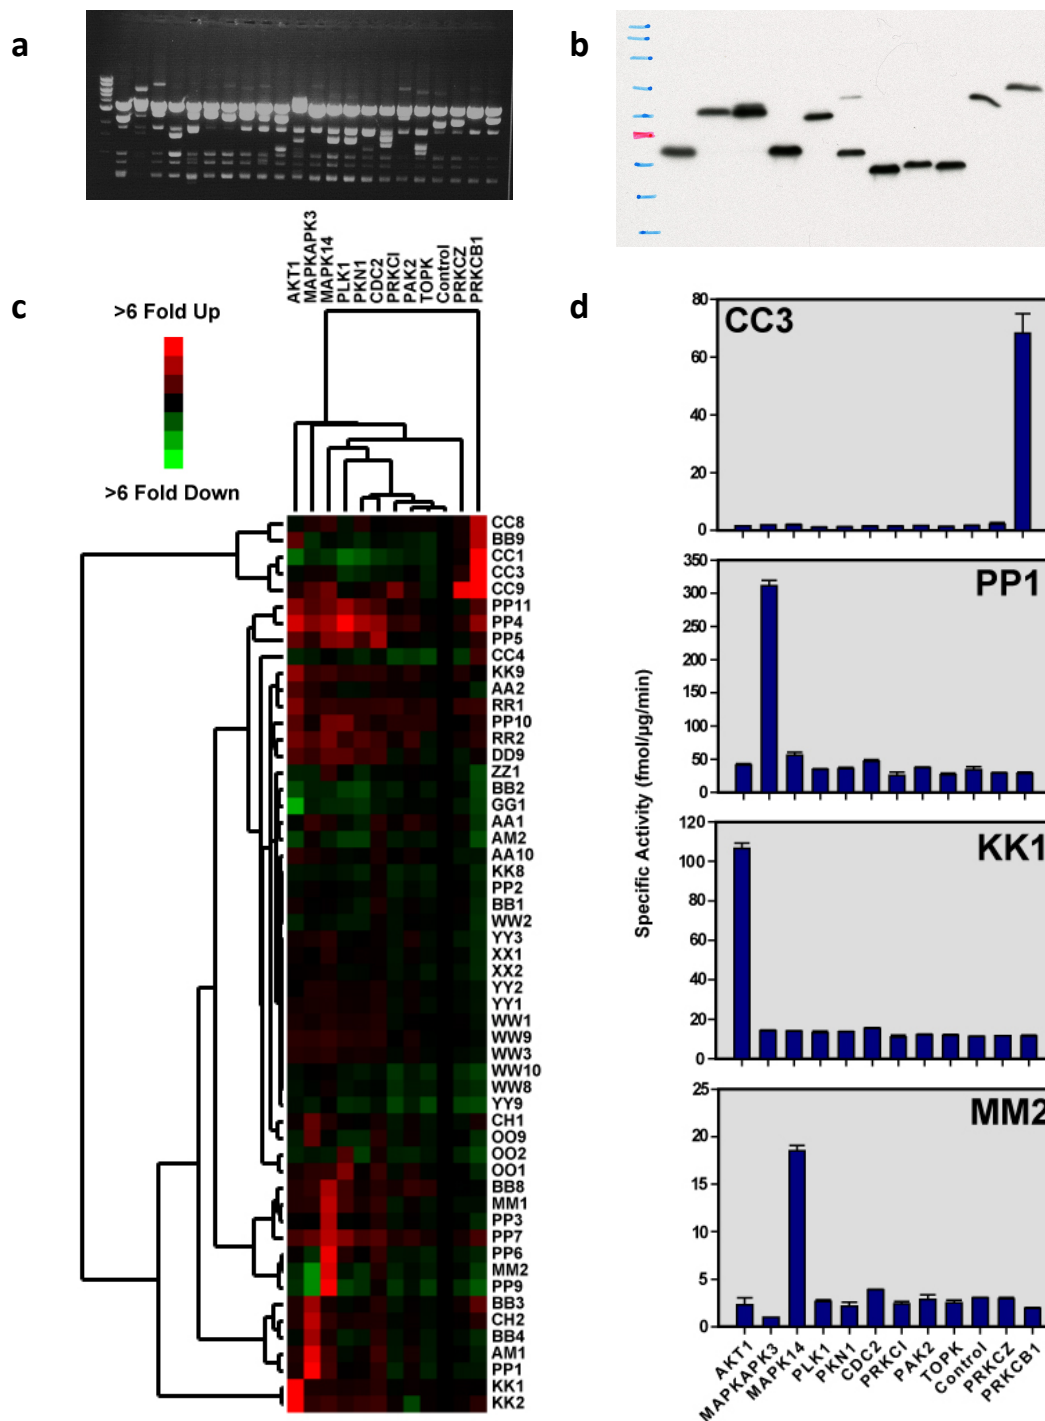 a
b
AKT1
MAPKAPK3
MAPK14
PLK1
PKN1
CDC2
PRKCI
PAK2
TOPK
Control
PRKCZ
PRKCB1
c
>6 Fold Up
>6 Fold Down
CC8
BB9
CC1
CC3
CC9
PP11
PP4
PP5
CC4
KK9
AA2
RR1
PP10
RR2
DD9
ZZ1
BB2
GG1
AA1
AM2
AA10
KK8
PP2
BB1
WW2
YY3
XX1
XX2
YY2
YY1
WW1
WW9
WW3
WW10
WW8
YY9
CH1
OO9
OO2
OO1
BB8
MM1
PP3
PP7
PP6
MM2
PP9
BB3
CH2
BB4
AM1
PP1
KK1
KK2
d
Specific Activity (fmol/µg/min)
CC3
80
60
40
20
0
PP1
350
300
250
200
150
100
50
0
KK1
120
100
80
60
40
20
0
MM2
25
20
15
10
5
0
AKT1
MAPKAPK3
MAPK14
PLK1
PKN1
CDC2
PRKCI
PAK2
TOPK
Control
PRKCZ
PRKCB1